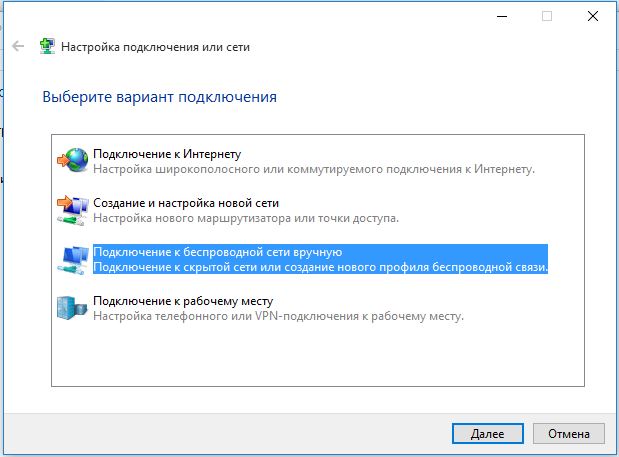 Настройка подключения или сети
Выберите вариант подключения
Подключение к Интернету
Настройка широкополосного или коммутируемого подключения к Интернету.
Создание и настройка новой сети
Настройка нового маршрутизатора или точки доступа.
Подключение к беспроводной сети вручную
Подключение к скрытой сети или создание нового профиля беспроводной связи.
Подключение к рабочему месту
Настройка телефонного или VPN-подключения к рабочему месту.
Далее
Отмена